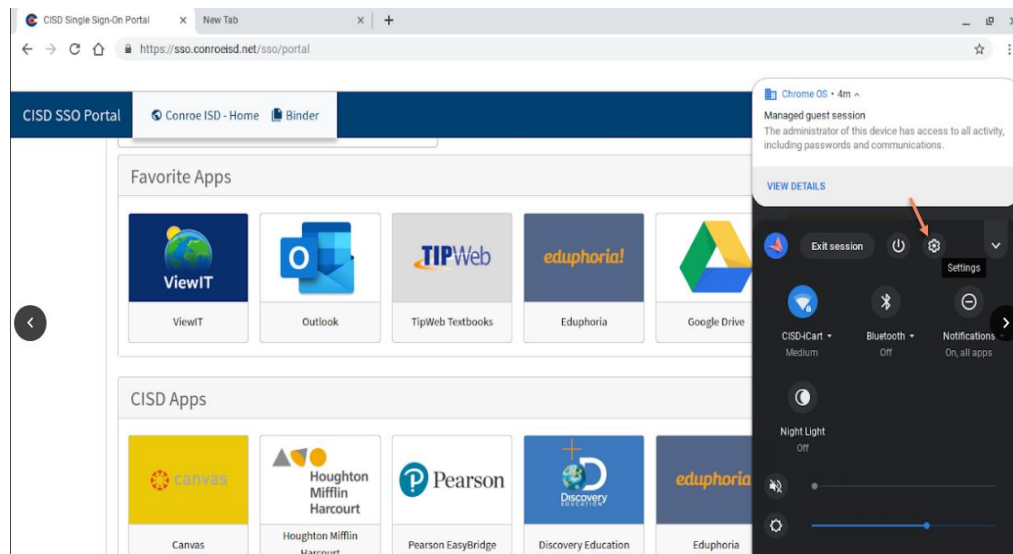 CISD Single Sign-On Portal
New Tab
https://sso.conroeisd.net/sso/portal
CISD SSO Portal
Conroe ISD - Home
Binder
Favorite Apps
ViewIT
O
TIPWeb
eduphoria!
ViewIT
Outlook
TipWeb Textbooks
Eduphoria
Google Drive
CISD Apps
canvas
Houghton
Mifflin
Harcourt
P Pearson
D
Discovery
EDUCATION
eduphoria
Canvas
Houghton Mifflin
Harcourt
Pearson EasyBridge
Discovery Education
Eduphoria
Chrome OS • 4m
Managed guest session
The administrator of this device has access to all activity,
including passwords and communications.
VIEW DETAILS
Exit session
Settings
CISD-iCart
Medium
Bluetooth
Off
Notifications
On, all apps
Night Light
Off